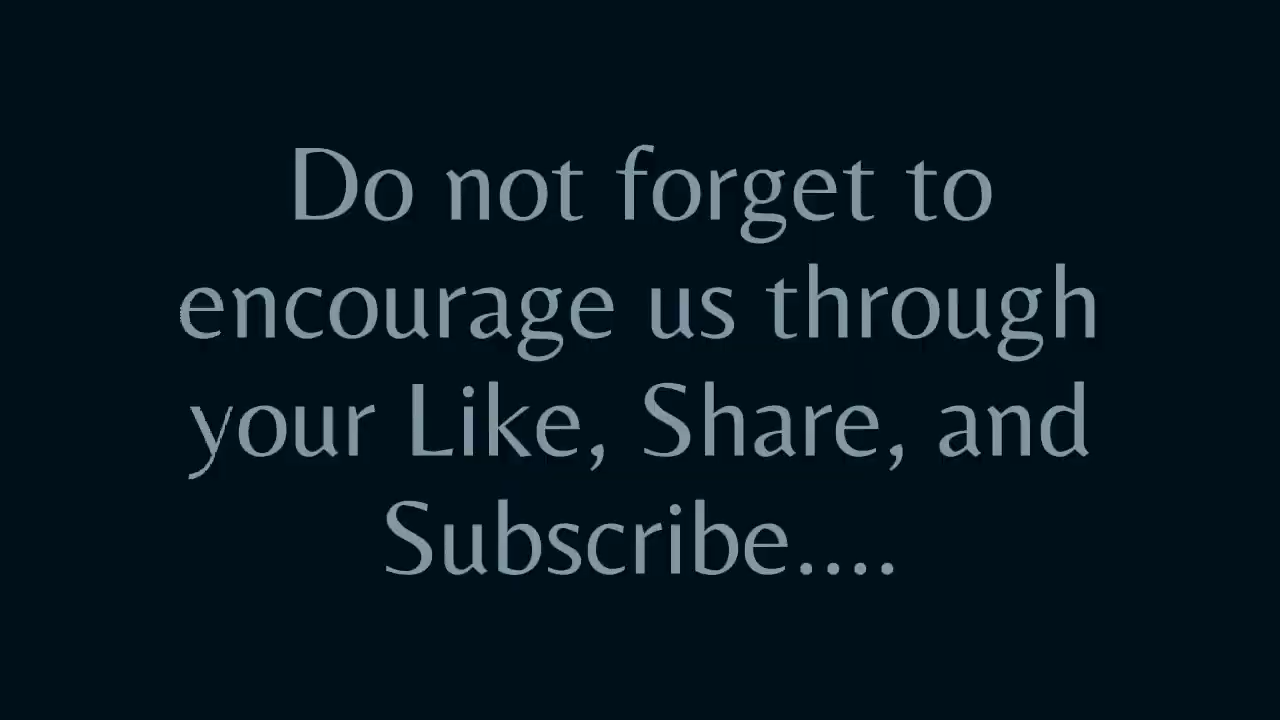 Do not forget to
encourage us through
your Like, Share, and
Subscribe....